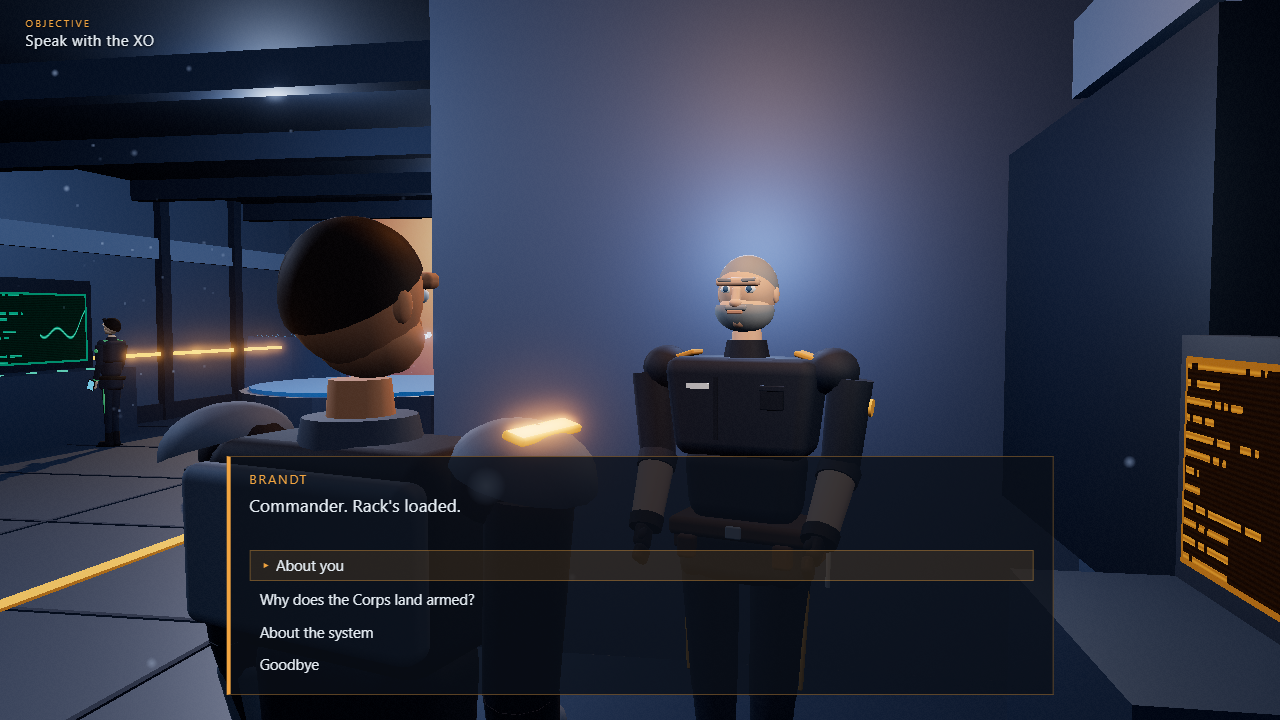 OBJECTIVE
Speak with the XO
BRANDT
Commander. Rack's loaded.
About you
Why does the Corps land armed?
About the system
Goodbye